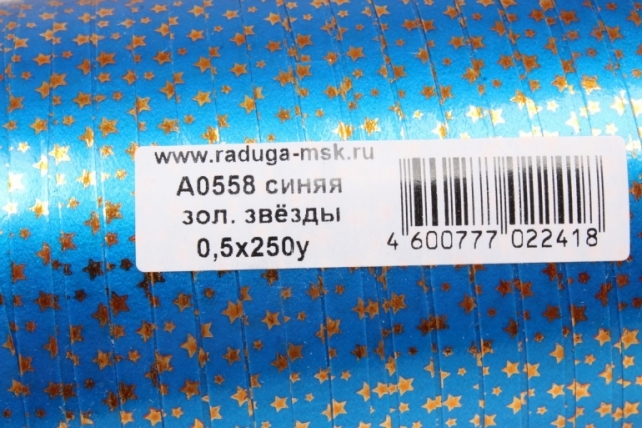 www.raduga-msk.ru
А0558 синяя
зол. звёзды
0,5х250у
4 600777 022418